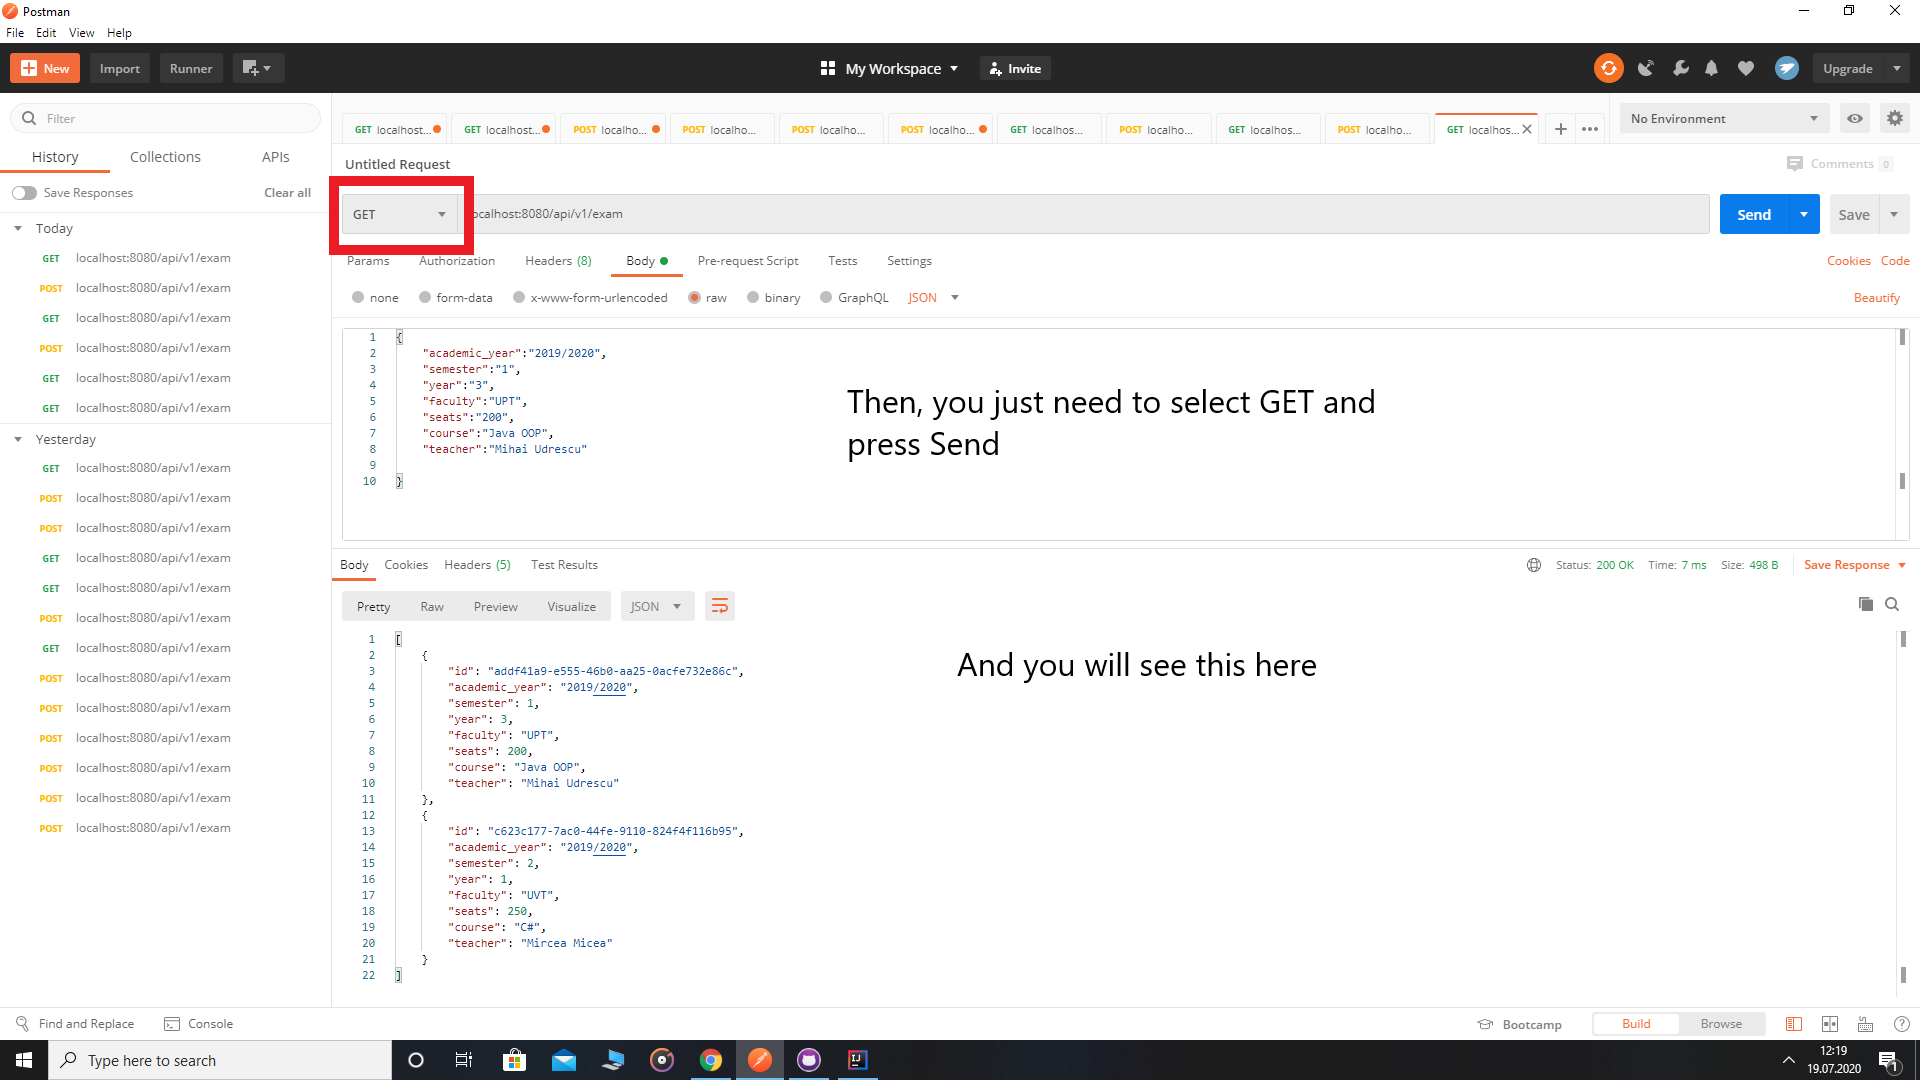 Postman
File Edit View Help
New Import Runner My Workspace Invite Upgrade
Filter
History Collections APIs
Save Responses Clear all
Today
GET localhost:8080/api/v1/exam
POST localhost:8080/api/v1/exam
GET localhost:8080/api/v1/exam
POST localhost:8080/api/v1/exam
GET localhost:8080/api/v1/exam
GET localhost:8080/api/v1/exam
Yesterday
GET localhost:8080/api/v1/exam
POST localhost:8080/api/v1/exam
POST localhost:8080/api/v1/exam
GET localhost:8080/api/v1/exam
GET localhost:8080/api/v1/exam
POST localhost:8080/api/v1/exam
GET localhost:8080/api/v1/exam
POST localhost:8080/api/v1/exam
POST localhost:8080/api/v1/exam
POST localhost:8080/api/v1/exam
POST localhost:8080/api/v1/exam
POST localhost:8080/api/v1/exam
POST localhost:8080/api/v1/exam
GET localhost... GET localhost... POST localho... POST localho... POST localho... POST localho... GET localhos... POST localho... GET localhos... POST localho... GET localhos... No Environment
Untitled Request Comments 0
GET ocalhost:8080/api/v1/exam Send Save
Params Authorization Headers (8) Body Pre-request Script Tests Settings Cookies Code
none form-data x-www-form-urlencoded raw binary GraphQL JSON Beautify
1 {
2 "academic_year":"2019/2020",
3 "semester":"1",
4 "year":"3",
5 "faculty":"UPT",
6 "seats":"200",
7 "course":"Java OOP",
8 "teacher":"Mihai Udrescu"
9
10 }
Then, you just need to select GET and
press Send
Body Cookies Headers (5) Test Results Status: 200 OK Time: 7 ms Size: 498 B Save Response
Pretty Raw Preview Visualize JSON
1 [
2 {
3 "id": "addf41a9-e555-46b0-aa25-0acfe732e86c",
4 "academic_year": "2019/2020",
5 "semester": 1,
6 "year": 3,
7 "faculty": "UPT",
8 "seats": 200,
9 "course": "Java OOP",
10 "teacher": "Mihai Udrescu"
11 },
12 {
13 "id": "c623c177-7ac0-44fe-9110-824f4f116b95",
14 "academic_year": "2019/2020",
15 "semester": 2,
16 "year": 1,
17 "faculty": "UVT",
18 "seats": 250,
19 "course": "C#",
20 "teacher": "Mircea Micea"
21 }
22 ]
And you will see this here
Find and Replace Console Bootcamp Build Browse
Type here to search IJ 12:19
19.07.2020 1